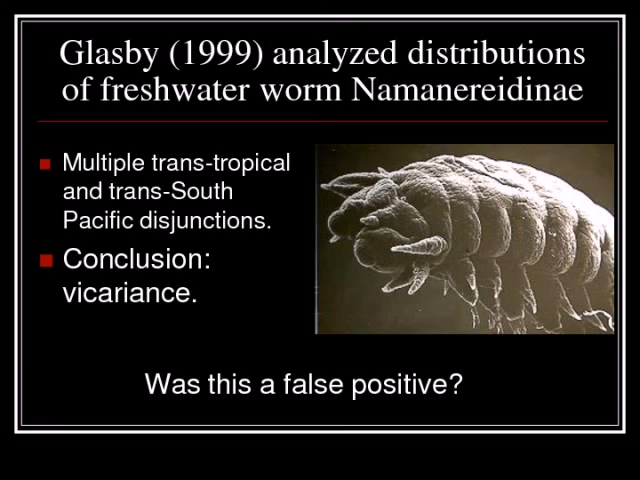 Glasby (1999) analyzed distributions
of freshwater worm Namanereidinae
Multiple trans-tropical
and trans-South
Pacific disjunctions.
Conclusion:
vicariance.
Was this a false positive?